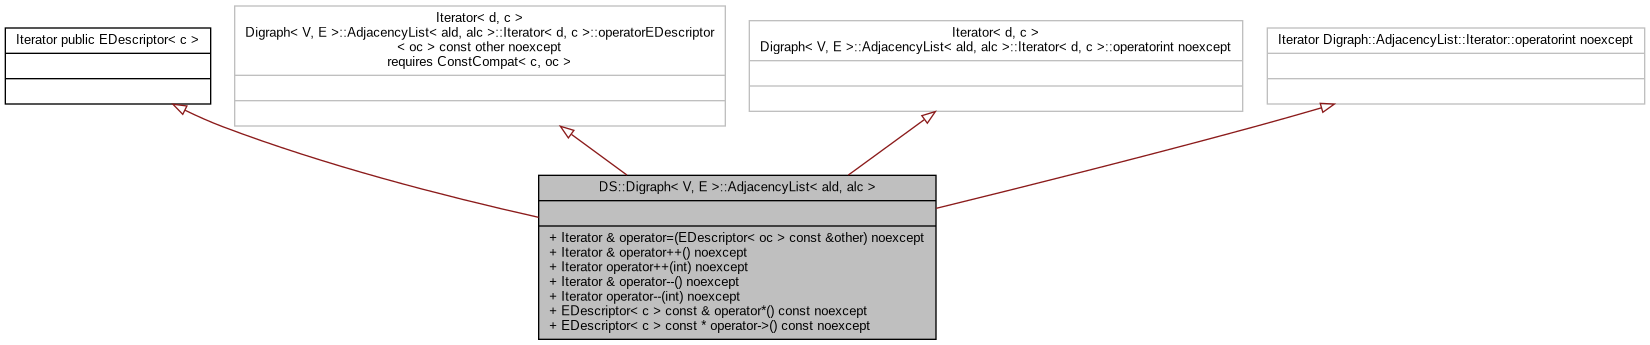 Iterator public EDescriptor< c >
Iterator< d, c >
Digraph< V, E >::AdjacencyList< ald, alc >::Iterator< d, c >::operatorEDescriptor
< oc > const other noexcept
requires ConstCompat< c, oc >
Iterator< d, c >
Digraph< V, E >::AdjacencyList< ald, alc >::Iterator< d, c >::operatorint noexcept
Iterator Digraph::AdjacencyList::Iterator::operatorint noexcept
DS::Digraph< V, E >::AdjacencyList< ald, alc >
+ Iterator & operator=(EDescriptor< oc > const &other) noexcept
+ Iterator & operator++() noexcept
+ Iterator operator++(int) noexcept
+ Iterator & operator--() noexcept
+ Iterator operator--(int) noexcept
+ EDescriptor< c > const & operator*() const noexcept
+ EDescriptor< c > const * operator->() const noexcept